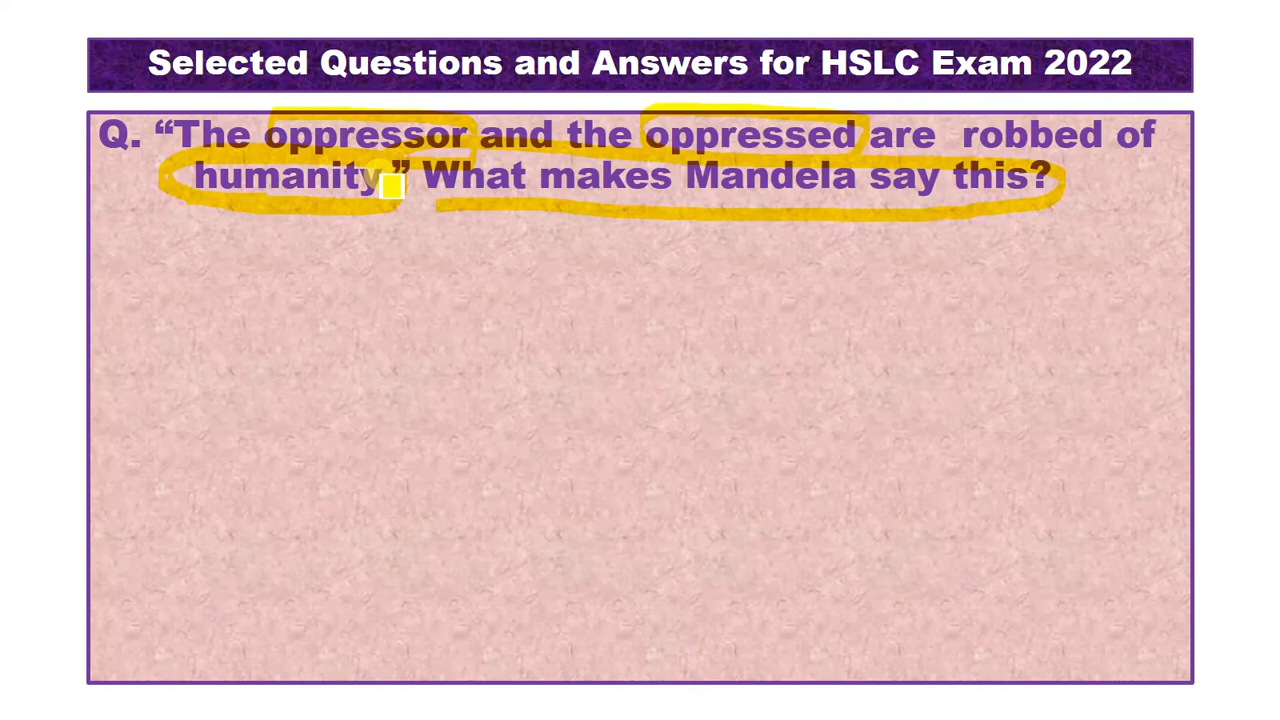 Selected Questions and Answers for HSLC Exam 2022
Q. “The oppressor and the oppressed are robbed of
humanity.” What makes Mandela say this?